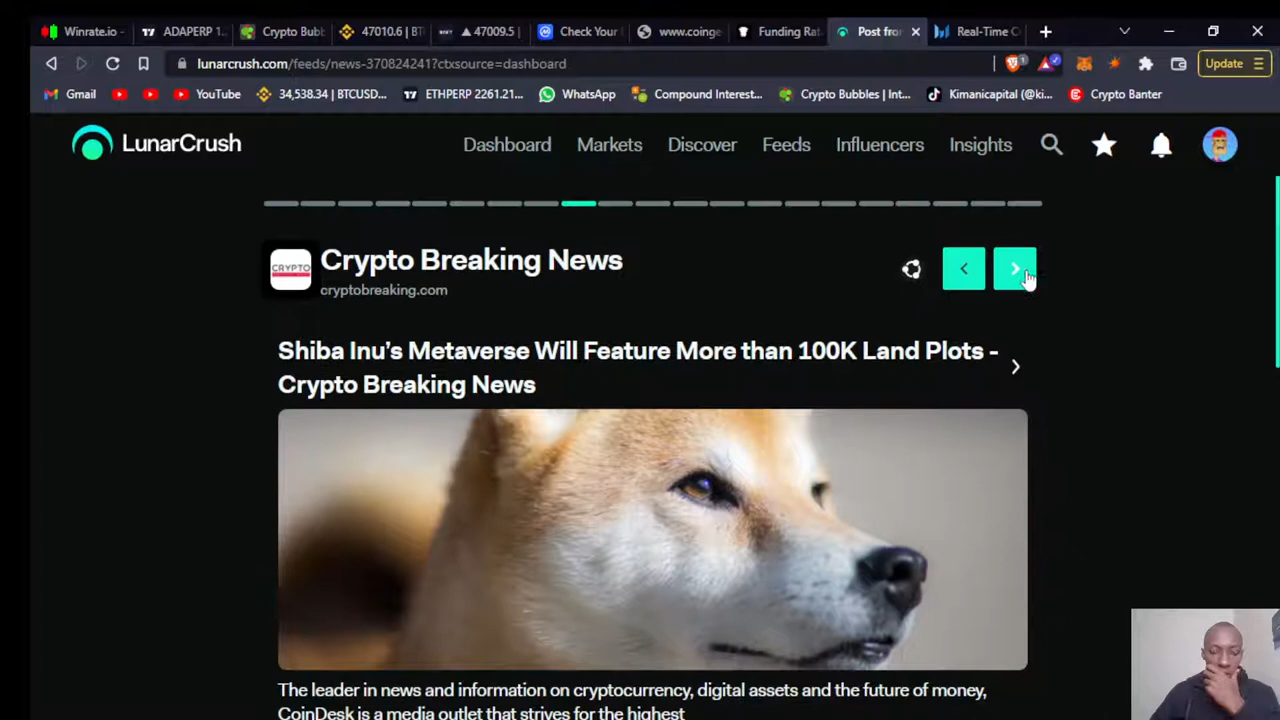 Winrate.io -
ADAPERP 1.
Crypto Bubb
47010.6 | BT
▲ 47009.5 |
Check Your
www.coinge
Funding Rat
Post from
Real-Time C
lunarcrush.com/feeds/news-370824241?ctxsource=dashboard
1
Update
Gmail
YouTube
34,538.34 | BTCUSD...
ETHPERP 2261.21...
WhatsApp
Compound Interest...
Crypto Bubbles | Int...
Kimanicapital (@ki...
Crypto Banter
LunarCrush
Dashboard
Markets
Discover
Feeds
Influencers
Insights
CRYPTO
Crypto Breaking News
cryptobreaking.com
Shiba Inu’s Metaverse Will Feature More than 100K Land Plots -
Crypto Breaking News
The leader in news and information on cryptocurrency, digital assets and the future of money,
CoinDesk is a media outlet that strives for the highest